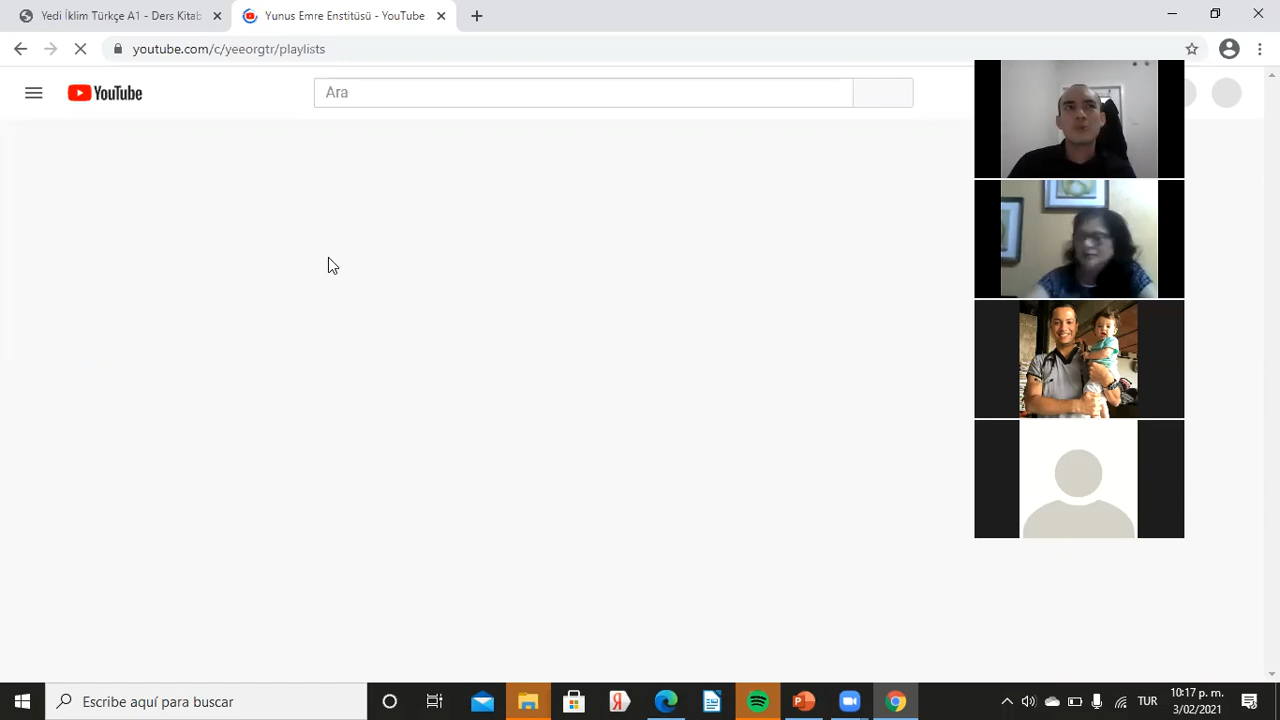 Yedi İklim Türkçe A1 - Ders Kitab
Yunus Emre Enstitüsü - YouTube
youtube.com/c/yeeorgtr/playlists
YouTube
Ara
Escribe aquí para buscar
TUR
10:17 p. m.
3/02/2021